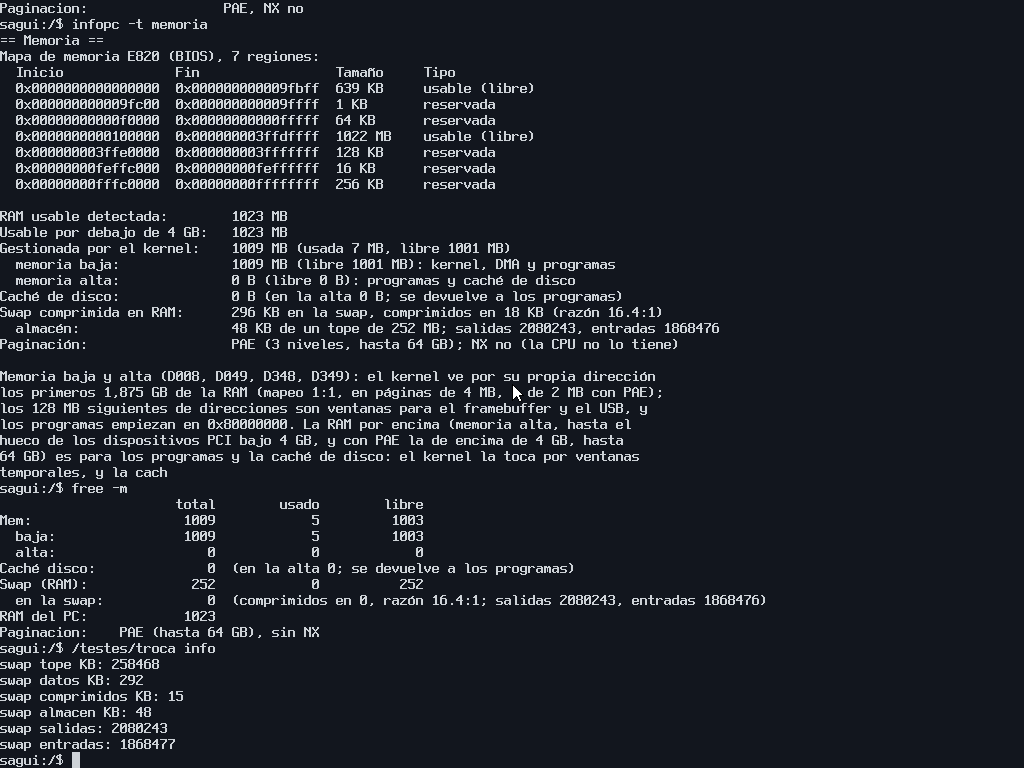 Paginacion:                 PAE, NX no
sagui:/$ infopc -t memoria
== Memoria ==
Mapa de memoria E820 (BIOS), 7 regiones:
  Inicio              Fin                 Tamaño     Tipo
  0x0000000000000000  0x000000000009fbff  639 KB     usable (libre)
  0x000000000009fc00  0x000000000009ffff  1 KB       reservada
  0x00000000000f0000  0x00000000000fffff  64 KB      reservada
  0x0000000000100000  0x000000003ffdffff  1022 MB    usable (libre)
  0x000000003ffe0000  0x000000003fffffff  128 KB     reservada
  0x00000000feffc000  0x00000000feffffff  16 KB      reservada
  0x00000000fffc0000  0x00000000ffffffff  256 KB     reservada
RAM usable detectada:        1023 MB
Usable por debajo de 4 GB:   1023 MB
Gestionada por el kernel:    1009 MB (usada 7 MB, libre 1001 MB)
  memoria baja:              1009 MB (libre 1001 MB): kernel, DMA y programas
  memoria alta:              0 B (libre 0 B): programas y caché de disco
Caché de disco:              0 B (en la alta 0 B; se devuelve a los programas)
Swap comprimida en RAM:      296 KB en la swap, comprimidos en 18 KB (razón 16.4:1)
  almacén:                   48 KB de un tope de 252 MB; salidas 2080243, entradas 1868476
Paginación:                  PAE (3 niveles, hasta 64 GB); NX no (la CPU no lo tiene)
Memoria baja y alta (D008, D049, D348, D349): el kernel ve por su propia dirección
los primeros 1,875 GB de la RAM (mapeo 1:1, en páginas de 4 MB, de 2 MB con PAE);
los 128 MB siguientes de direcciones son ventanas para el framebuffer y el USB, y
los programas empiezan en 0x80000000. La RAM por encima (memoria alta, hasta el
hueco de los dispositivos PCI bajo 4 GB, y con PAE la de encima de 4 GB, hasta
64 GB) es para los programas y la caché de disco: el kernel la toca por ventanas
temporales, y la cach
sagui:/$ free -m
                      total        usado        libre
Mem:                   1009            5         1003
  baja:                1009            5         1003
  alta:                   0            0            0
Caché disco:              0  (en la alta 0; se devuelve a los programas)
Swap (RAM):             252            0          252
  en la swap:             0  (comprimidos en 0, razón 16.4:1; salidas 2080243, entradas 1868476)
RAM del PC:            1023
Paginacion:    PAE (hasta 64 GB), sin NX
sagui:/$ /testes/troca info
swap tope KB: 258468
swap datos KB: 292
swap comprimidos KB: 15
swap almacen KB: 48
swap salidas: 2080243
swap entradas: 1868477
sagui:/$